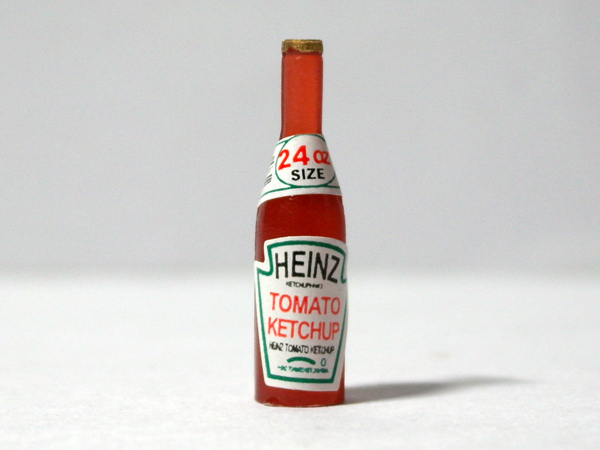 24 OZ
SIZE
HEINZ
TOMATO
KETCHUP
HEINZ TOMATO KETCHUP